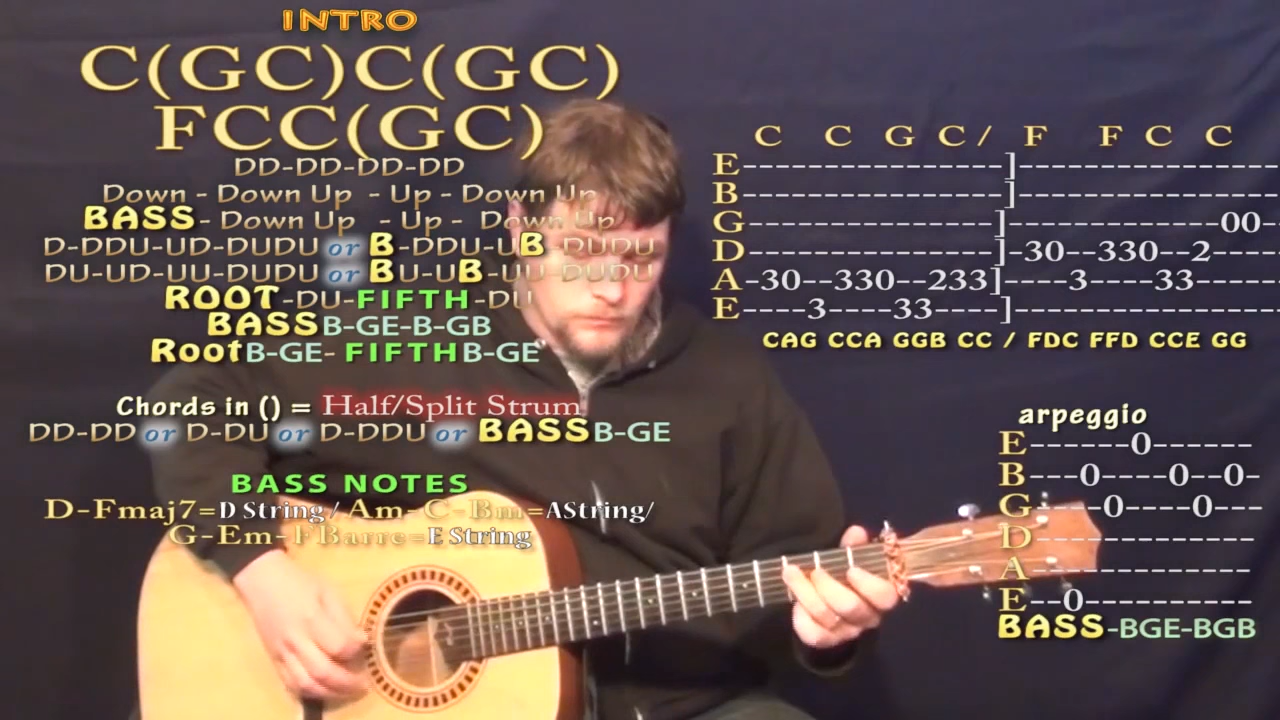 INTRO
C(GC)C(GC)
FCC(GC)
DD-DD-DD-DD
Down - Down Up - Up - Down Up
BASS - Down Up - Up - Down Up
D-DDU-UD-DUDU or B-DDU-UB-DUDU
DU-UD-UU-DUDU or BU-UB-UU-DUDU
ROOT-DU-FIFTH-DU
BASSB-GE-B-GB
RootB-GE- FIFTHB-GE
Chords in () = Half/Split Strum
DD-DD or D-DU or D-DDU or BASSB-GE
BASS NOTES
D-Fmaj7=D String / Am-C-Bm=AString/
G-Em-FBarre=E String
C C G C / F F C C
E----------------]-----------------
B----------------]-----------------
G----------------]--------------00-
D----------------]-30--330--2-----
A-30--330--233]----3----33-----
E----3----33----]-----------------
CAG CCA GGB CC / FDC FFD CCE GG
arpeggio
E------0------
B---0----0--0-
G----0----0---
D-------------
A-------------
E--0----------
BASS-BGE-BGB